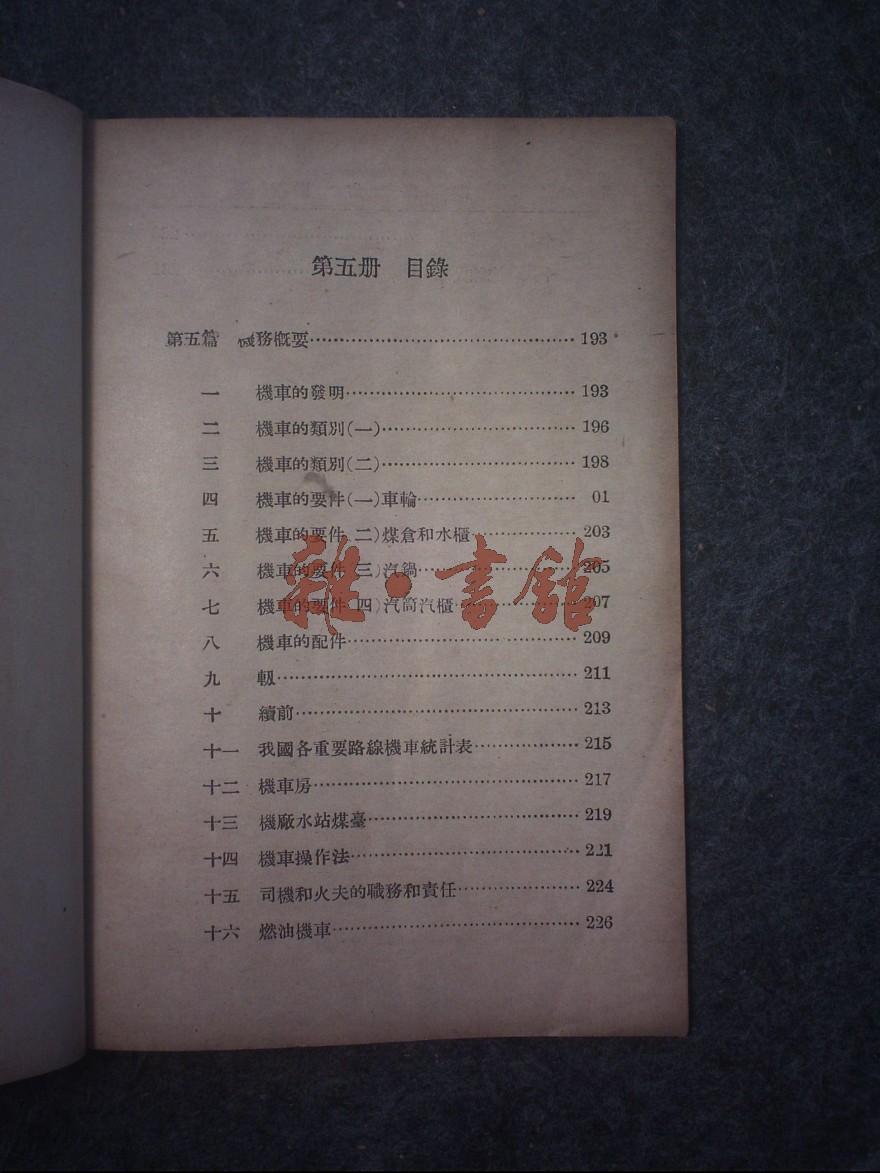 第五册 目錄
第五篇 機務概要……193
一 機車的發明……193
二 機車的類別(一)……196
三 機車的類別(二)……198
四 機車的要件(一)車輪…… 01
五 機車的要件 二)煤倉和水櫃……203
六 機車的要件 三)汽鍋……205
七 機車的要件 四)汽筒汽櫃……207
八 機車的配件……209
九 軔……211
十 續前……213
十一 我國各重要路線機車統計表……215
十二 機車房……217
十三 機廠水站煤臺……219
十四 機車操作法……221
十五 司機和火夫的職務和責任……224
十六 燃油機車……226
雜·書館